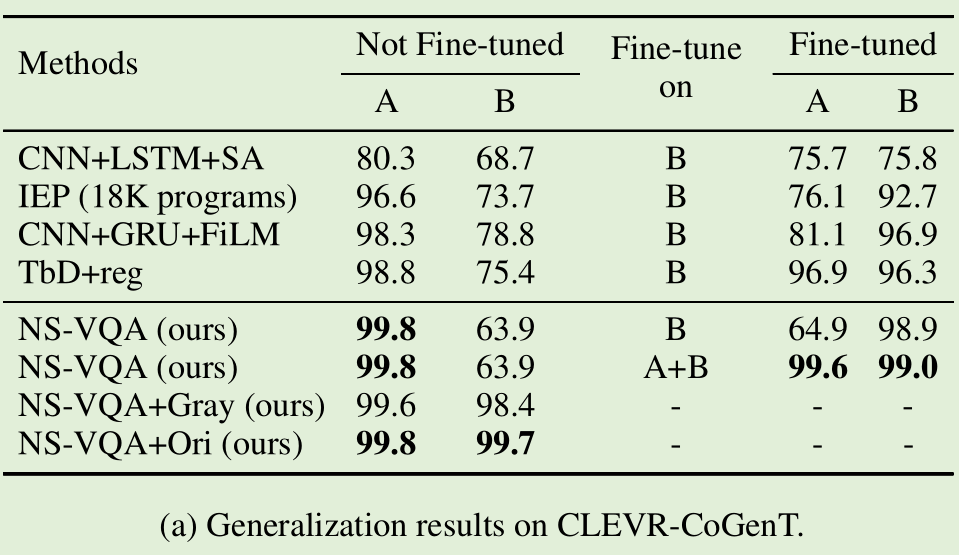 Methods Not Fine-tuned Fine-tune on Fine-tuned
A B A B
CNN+LSTM+SA 80.3 68.7 B 75.7 75.8
IEP (18K programs) 96.6 73.7 B 76.1 92.7
CNN+GRU+FiLM 98.3 78.8 B 81.1 96.9
TbD+reg 98.8 75.4 B 96.9 96.3
NS-VQA (ours) 99.8 63.9 B 64.9 98.9
NS-VQA (ours) 99.8 63.9 A+B 99.6 99.0
NS-VQA+Gray (ours) 99.6 98.4 - - -
NS-VQA+Ori (ours) 99.8 99.7 - - -
(a) Generalization results on CLEVR-CoGenT.